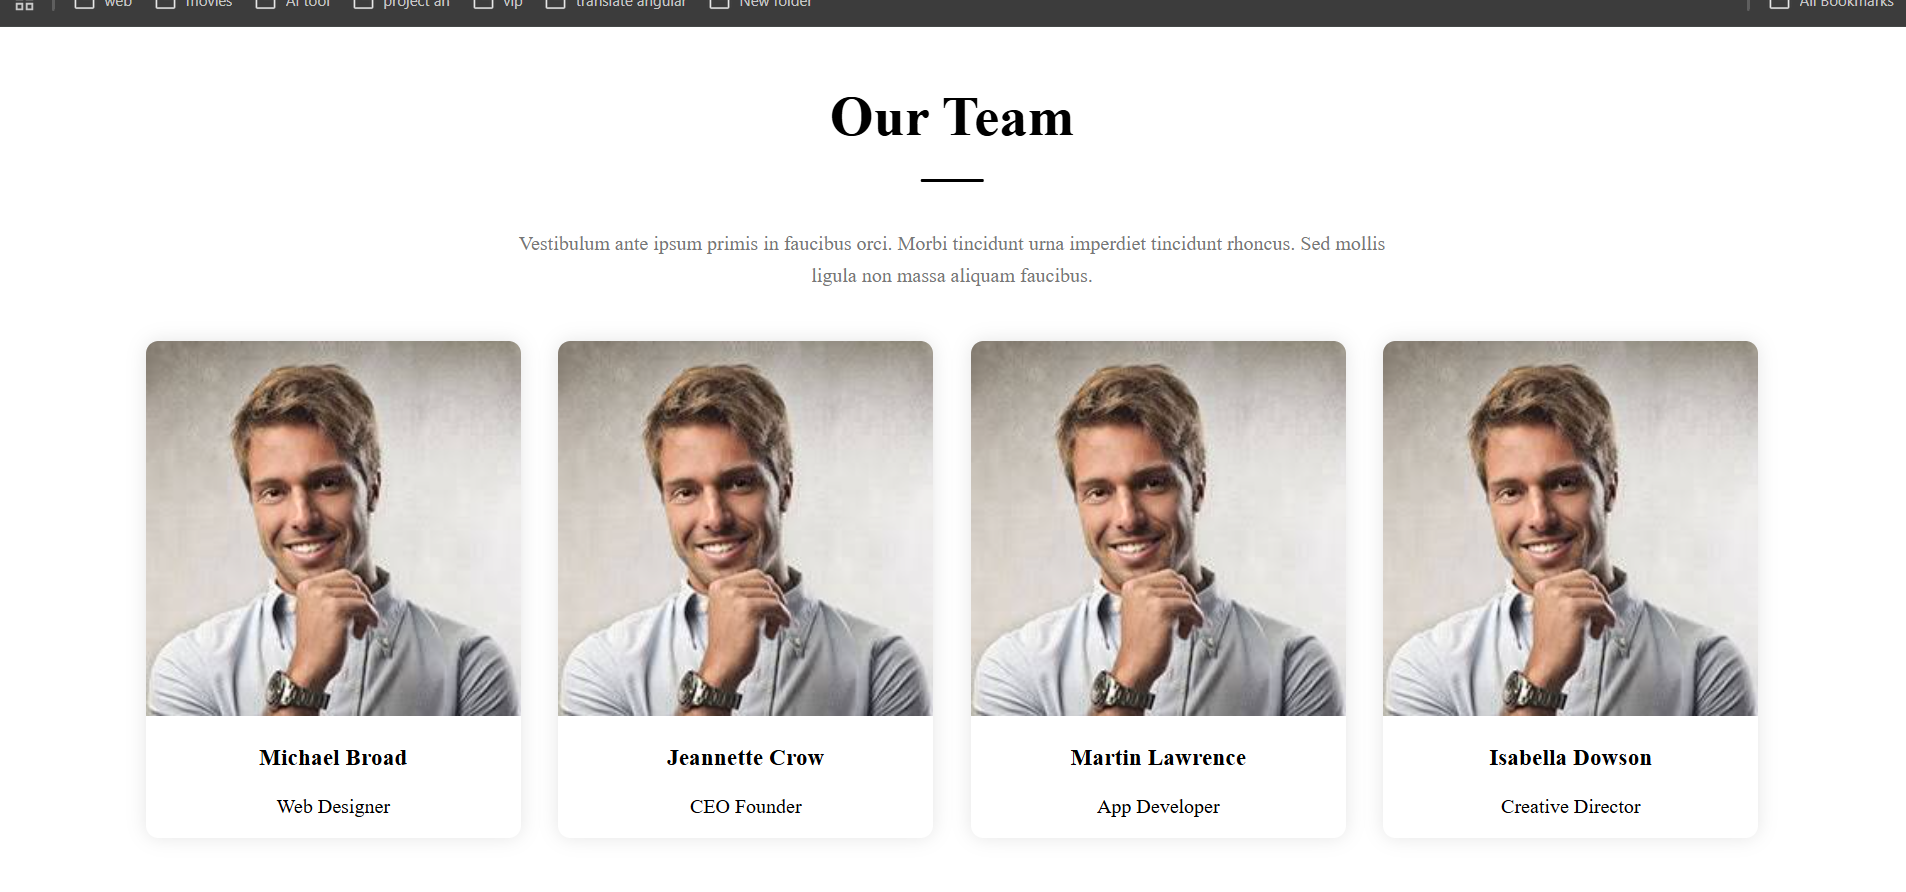 web movies AI tool project an vip translate angular New folder All Bookmarks
Our Team
Vestibulum ante ipsum primis in faucibus orci. Morbi tincidunt urna imperdiet tincidunt rhoncus. Sed mollis
ligula non massa aliquam faucibus.
Michael Broad Jeannette Crow Martin Lawrence Isabella Dowson
Web Designer CEO Founder App Developer Creative Director